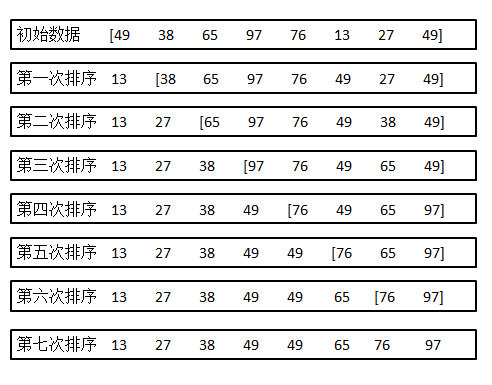 初始数据 [49 38 65 97 76 13 27 49]
第一次排序 13 [38 65 97 76 49 27 49]
第二次排序 13 27 [65 97 76 49 38 49]
第三次排序 13 27 38 [97 76 49 65 49]
第四次排序 13 27 38 49 [76 49 65 97]
第五次排序 13 27 38 49 49 [76 65 97]
第六次排序 13 27 38 49 49 65 [76 97]
第七次排序 13 27 38 49 49 65 76 97